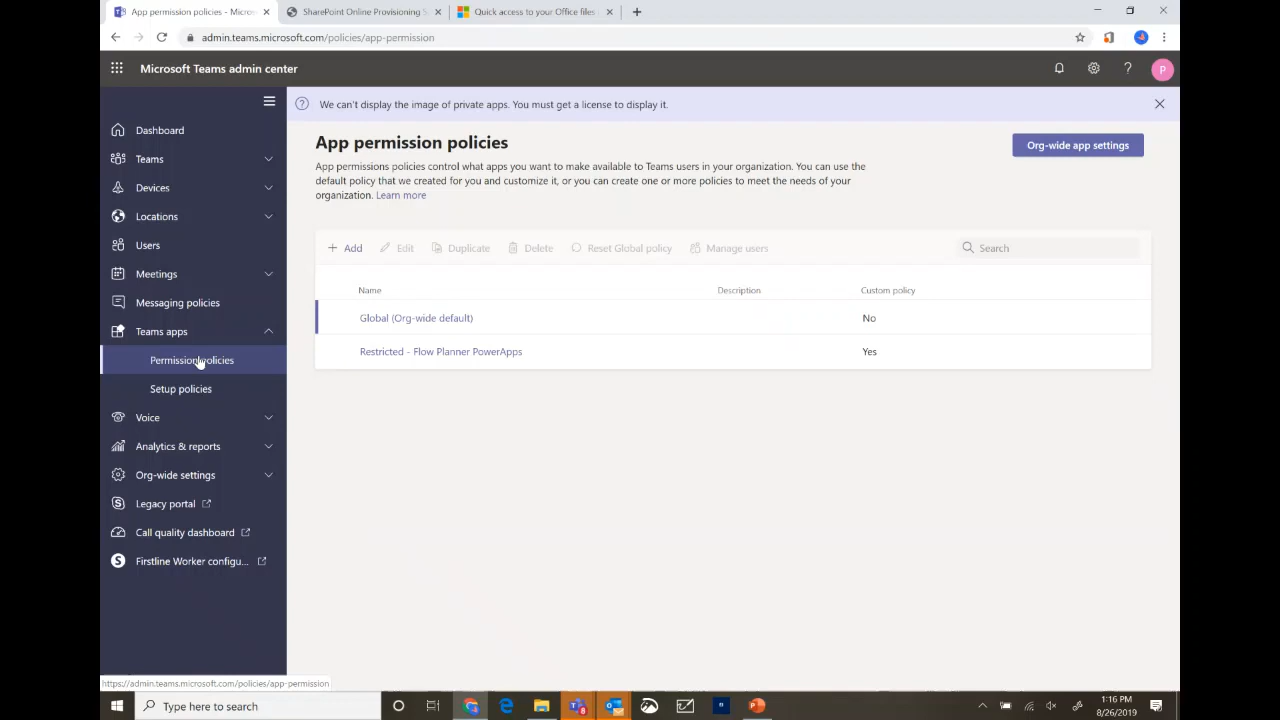 App permission policies - Micro
SharePoint Online Provisioning S
Quick access to your Office files
admin.teams.microsoft.com/policies/app-permission
Microsoft Teams admin center
P
We can't display the image of private apps. You must get a license to display it.
Dashboard
Teams
Devices
Locations
Users
Meetings
Messaging policies
Teams apps
Permission policies
Setup policies
Voice
Analytics & reports
Org-wide settings
Legacy portal
Call quality dashboard
Firstline Worker configu...
App permission policies
Org-wide app settings
App permissions policies control what apps you want to make available to Teams users in your organization. You can use the
default policy that we created for you and customize it, or you can create one or more policies to meet the needs of your
organization. Learn more
Add Edit Duplicate Delete Reset Global policy Manage users Search
Name Description Custom policy
Global (Org-wide default) No
Restricted - Flow Planner PowerApps Yes
https://admin.teams.microsoft.com/policies/app-permission
Type here to search
1:16 PM
8/26/2019